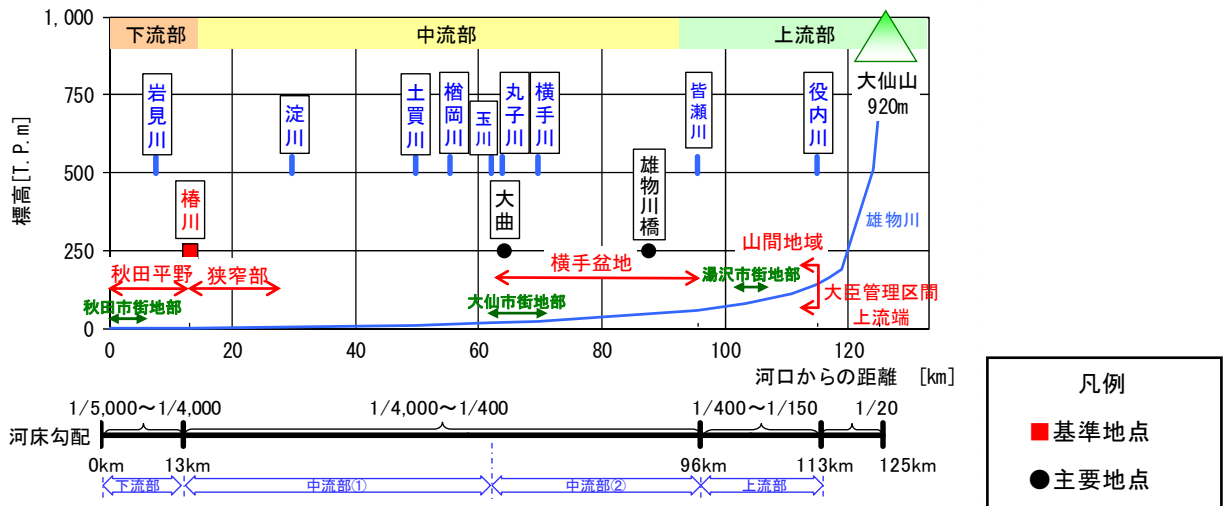 1,000
下流部
中流部
上流部
大仙山
920m
750
岩見川
淀川
土買川
楢岡川
玉川
丸子川
横手川
皆瀬川
役内川
標高[T.P.m]
500
椿川
大曲
雄物川橋
雄物川
250
秋田平野
狭窄部
横手盆地
山間地域
湯沢市街地部
大臣管理区間
上流端
秋田市街地部
大仙市街地部
0
0
20
40
60
80
100
120
河口からの距離 [km]
河床勾配
1/5,000～1/4,000
1/4,000～1/400
1/400～1/150
1/20
0km
13km
96km
113km
125km
下流部
中流部①
中流部②
上流部
凡例
基準地点
主要地点